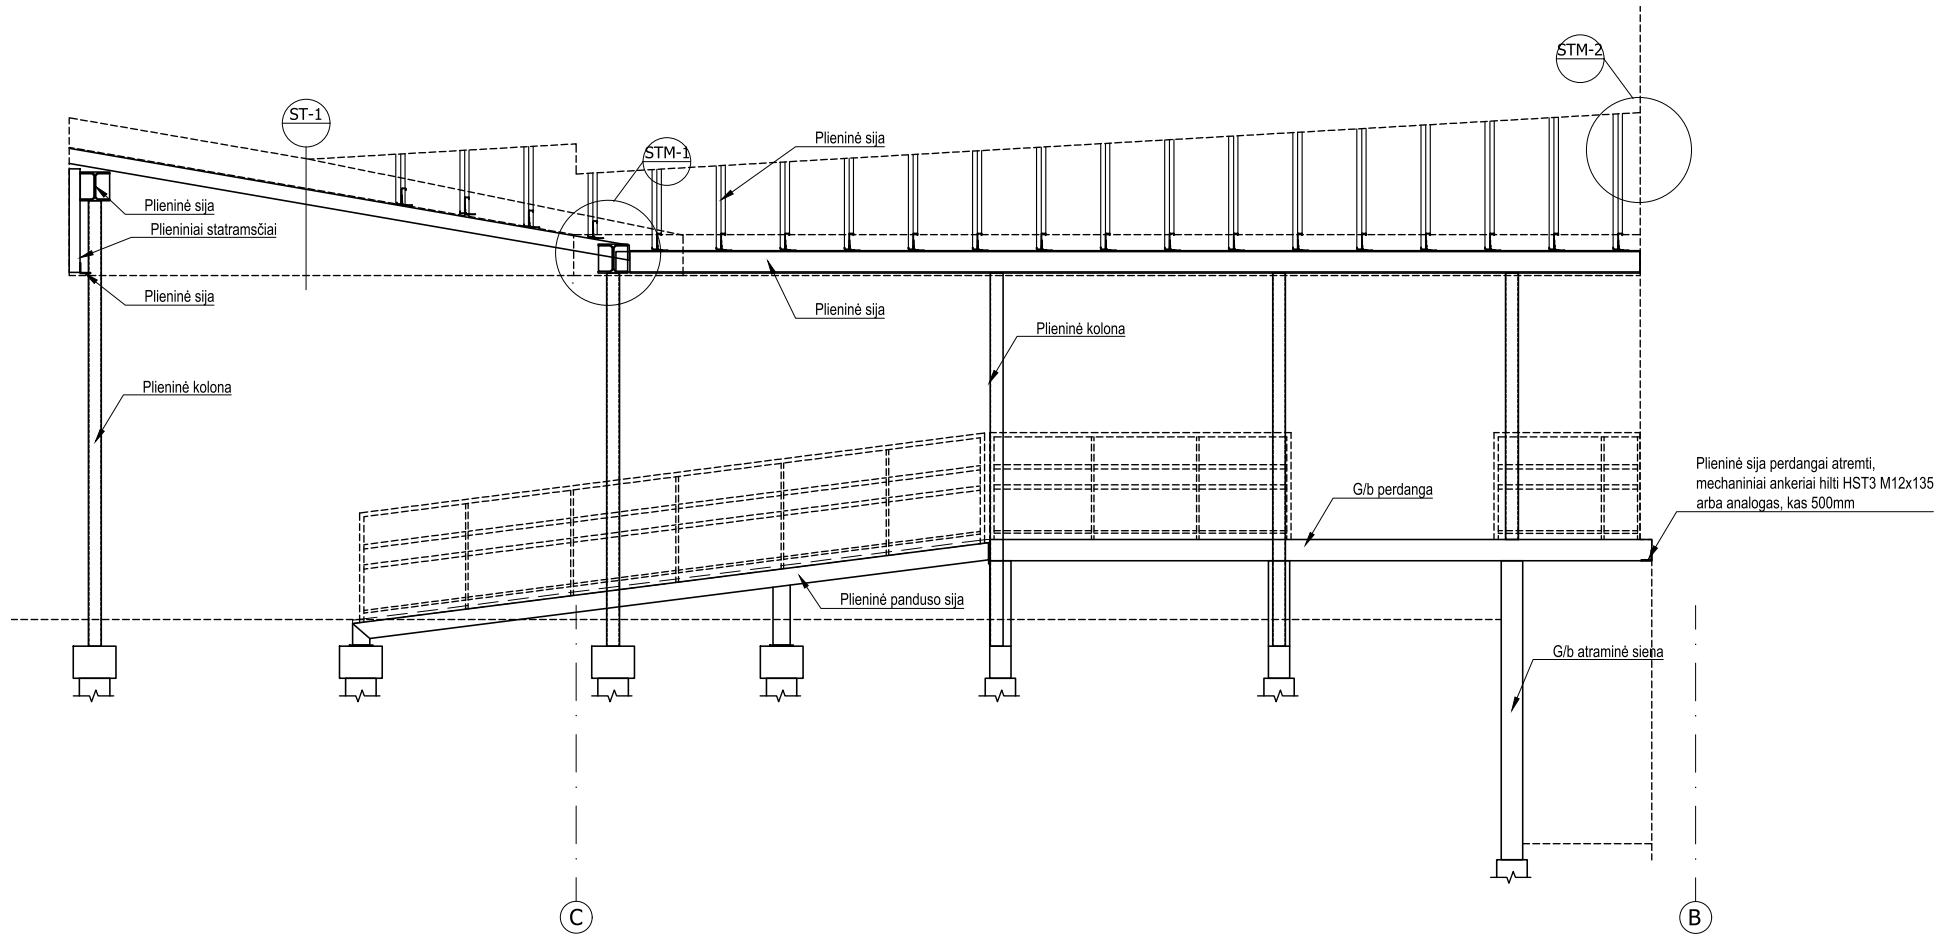 STM-2
ST-1
Plieninė sija
STM-1
Plieninė sija
Plieniniai statramsčiai
Plieninė sija
Plieninė sija
Plieninė kolona
Plieninė kolona
Plieninė sija perdangai atremti,
mechaniniai ankeriai hilti HST3 M12x135
arba analogas, kas 500mm
G/b perdanga
Plieninė panduso sija
G/b atraminė siena
C
B